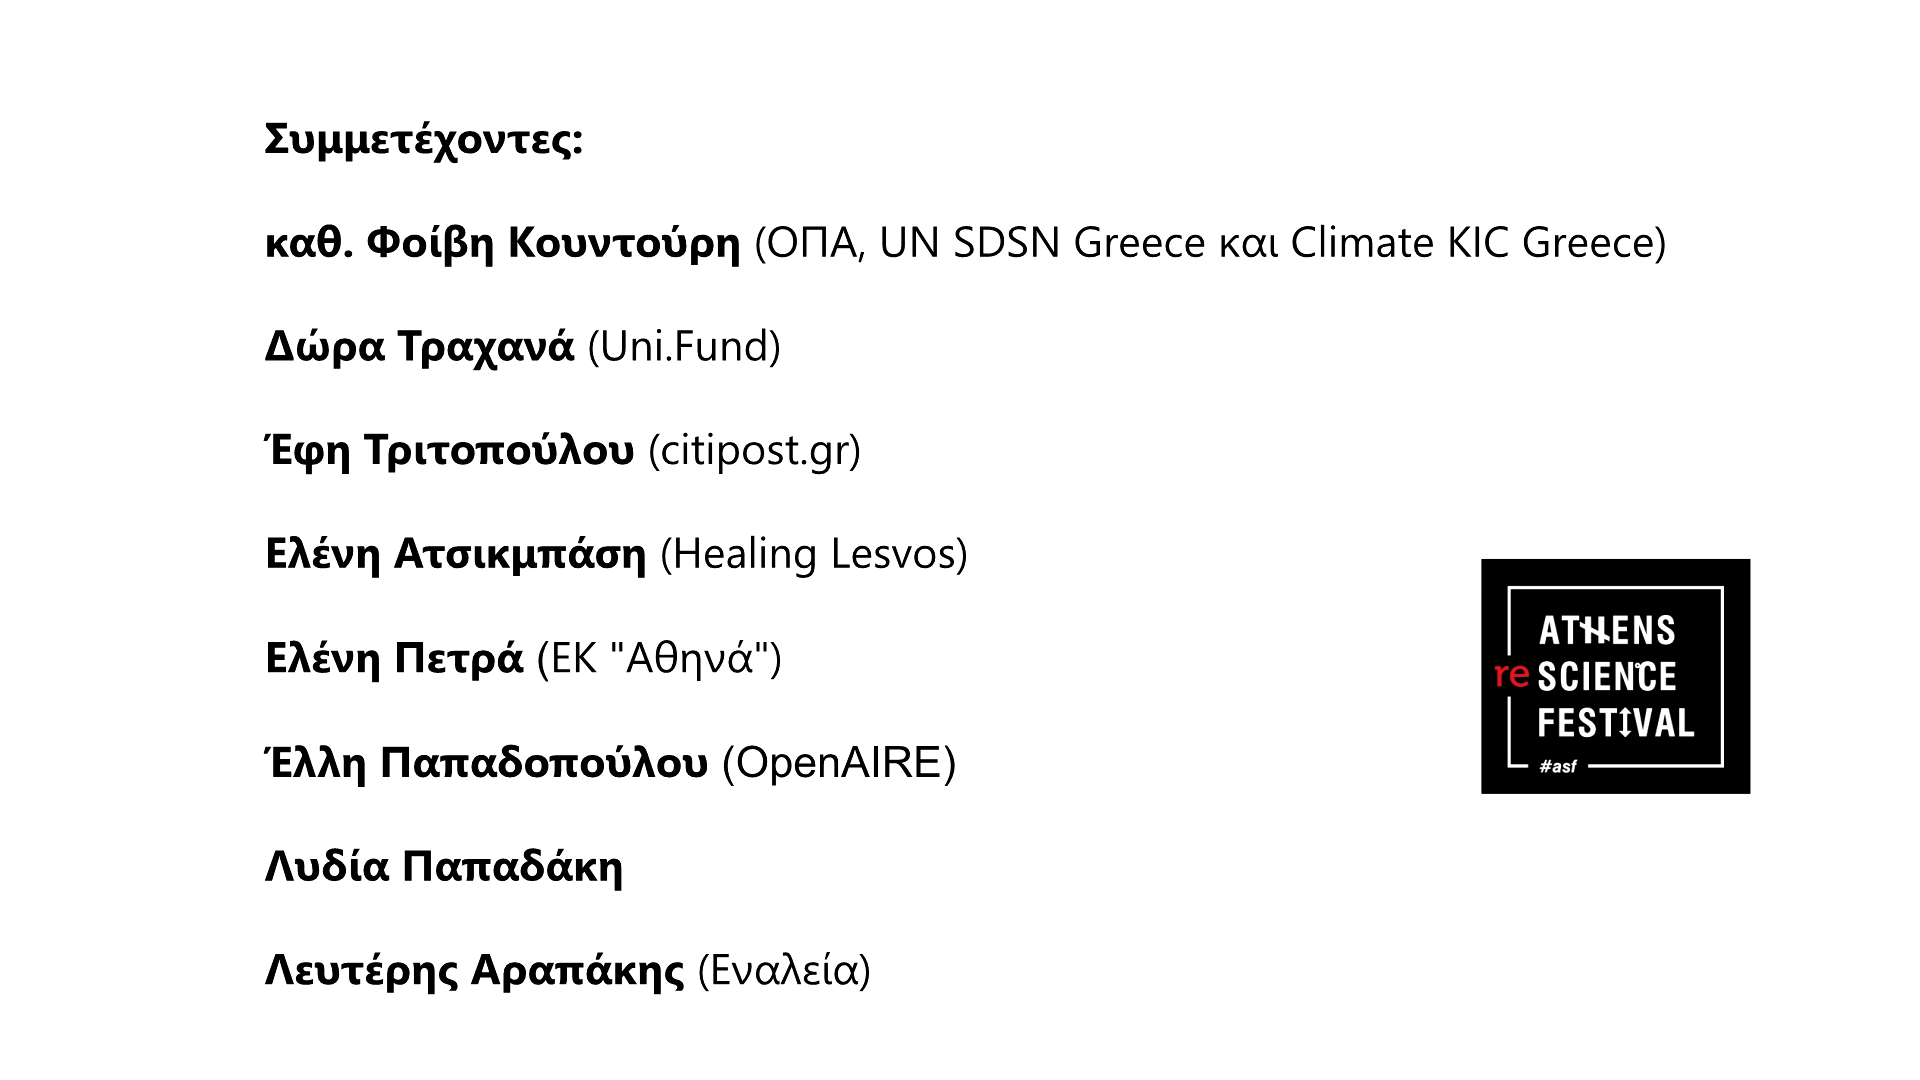 Συμμετέχοντες:
καθ. Φοίβη Κουντούρη (ΟΠΑ, UN SDSN Greece και Climate KIC Greece)
Δώρα Τραχανά (Uni.Fund)
Έφη Τριτοπούλου (citipost.gr)
Ελένη Ατσικμπάση (Healing Lesvos)
Ελένη Πετρά (ΕΚ "Αθηνά")
Έλλη Παπαδοπούλου (OpenAIRE)
Λυδία Παπαδάκη
Λευτέρης Αραπάκης (Εναλεία)
ATHENS
re SCIENCE
FESTIVAL
#asf